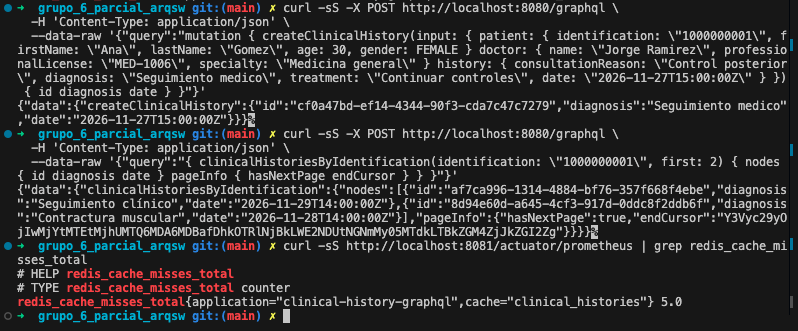 ➜  grupo_6_parcial_arqsw git:(main) ✗ curl -sS -X POST http://localhost:8080/graphql \
  -H 'Content-Type: application/json' \
  --data-raw '{"query":"mutation { createClinicalHistory(input: { patient: { identification: \"1000000001\", f
irstName: \"Ana\", lastName: \"Gomez\", age: 30, gender: FEMALE } doctor: { name: \"Jorge Ramirez\", professio
nalLicense: \"MED-1006\", specialty: \"Medicina general\" } history: { consultationReason: \"Control posterior
\", diagnosis: \"Seguimiento medico\", treatment: \"Continuar controles\", date: \"2026-11-27T15:00:00Z\" } })
 { id diagnosis date } }"}'
{"data":{"createClinicalHistory":{"id":"cf0a47bd-ef14-4344-90f3-cda7c47c7279","diagnosis":"Seguimiento medico"
,"date":"2026-11-27T15:00:00Z"}}}%
➜  grupo_6_parcial_arqsw git:(main) ✗ curl -sS -X POST http://localhost:8080/graphql \
  -H 'Content-Type: application/json' \
  --data-raw '{"query":"{ clinicalHistoriesByIdentification(identification: \"1000000001\", first: 2) { nodes
{ id diagnosis date } pageInfo { hasNextPage endCursor } } }"}'
{"data":{"clinicalHistoriesByIdentification":{"nodes":[{"id":"af7ca996-1314-4884-bf76-357f668f4ebe","diagnosis
":"Seguimiento clínico","date":"2026-11-29T14:00:00Z"},{"id":"8d94e60d-a645-4cf3-917d-0ddc8f2ddb6f","diagnosis
":"Contractura muscular","date":"2026-11-28T14:00:00Z"}],"pageInfo":{"hasNextPage":true,"endCursor":"Y3Vyc29yO
jIwMjYtMTEtMjhUMTQ6MDA6MDBafDhkOTRlNjBkLWE2NDUtNGNmMy05MTdkLTBkZGM4ZjJkZGI2Zg"}}}}%
➜  grupo_6_parcial_arqsw git:(main) ✗ curl -sS http://localhost:8081/actuator/prometheus | grep redis_cache_mi
sses_total
# HELP redis_cache_misses_total
# TYPE redis_cache_misses_total counter
redis_cache_misses_total{application="clinical-history-graphql",cache="clinical_histories"} 5.0
➜  grupo_6_parcial_arqsw git:(main) ✗